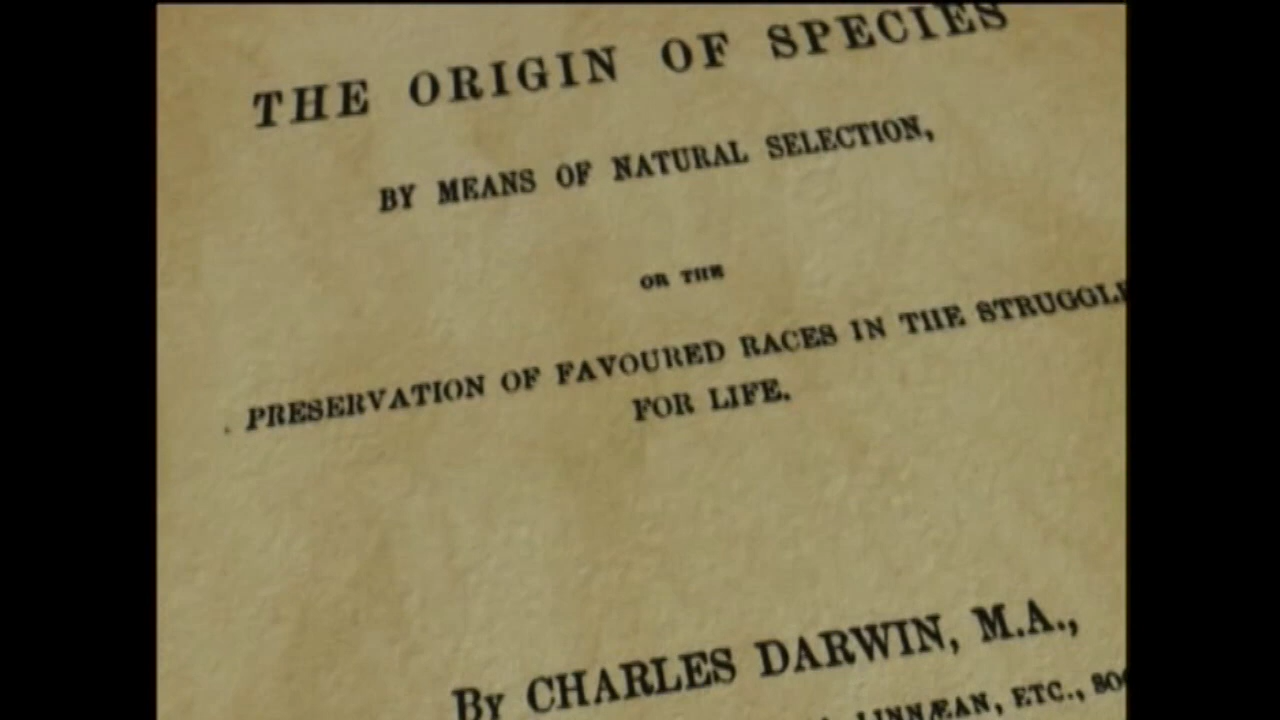 THE ORIGIN OF SPECIES
BY MEANS OF NATURAL SELECTION,
OR THE
PRESERVATION OF FAVOURED RACES IN THE STRUGGLE
FOR LIFE.
By CHARLES DARWIN, M.A.,
LINNÆAN, ETC.,